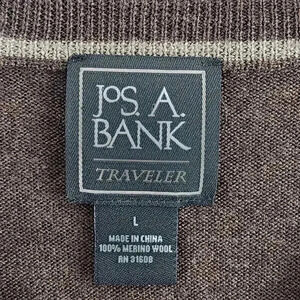 JOS. A.
BANK
TRAVELER
L
MADE IN CHINA
100% MERINO WOOL
RN 31608